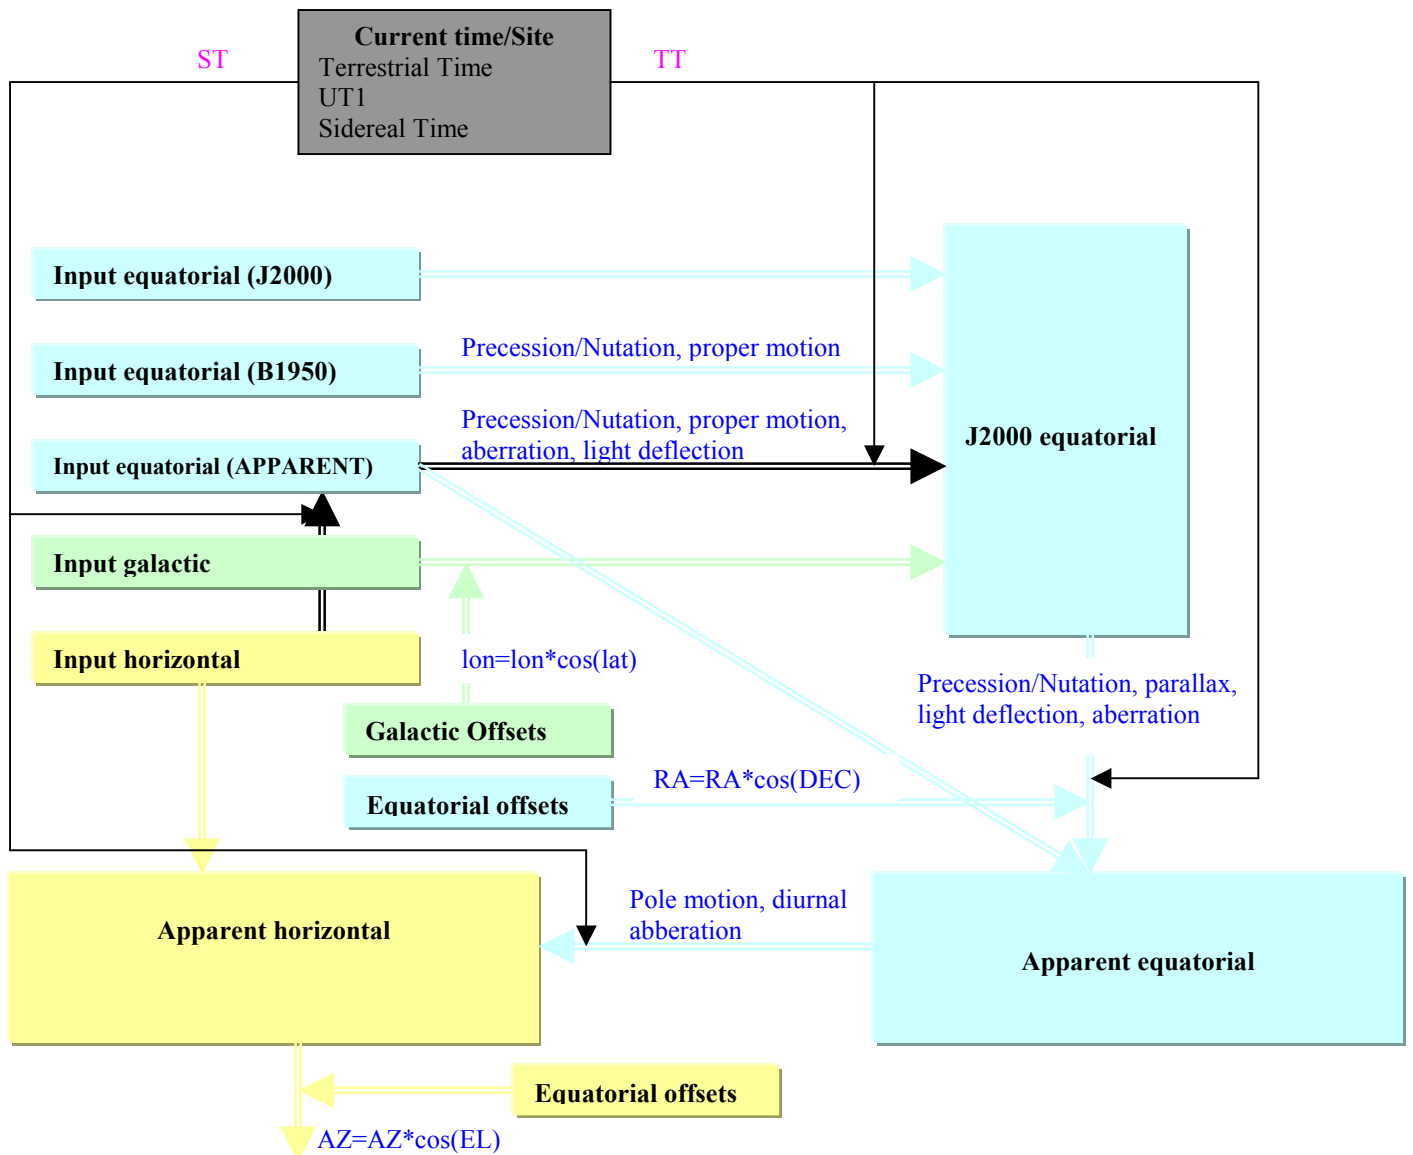 Current time/Site
Terrestrial Time
UT1
Sidereal Time
ST
TT
Input equatorial (J2000)
Input equatorial (B1950)
Precession/Nutation, proper motion
Input equatorial (APPARENT)
Precession/Nutation, proper motion,
aberration, light deflection
J2000 equatorial
Input galactic
Input horizontal
lon=lon*cos(lat)
Galactic Offsets
Precession/Nutation, parallax,
light deflection, aberration
Equatorial offsets
RA=RA*cos(DEC)
Apparent horizontal
Pole motion, diurnal
abberation
Apparent equatorial
Equatorial offsets
AZ=AZ*cos(EL)